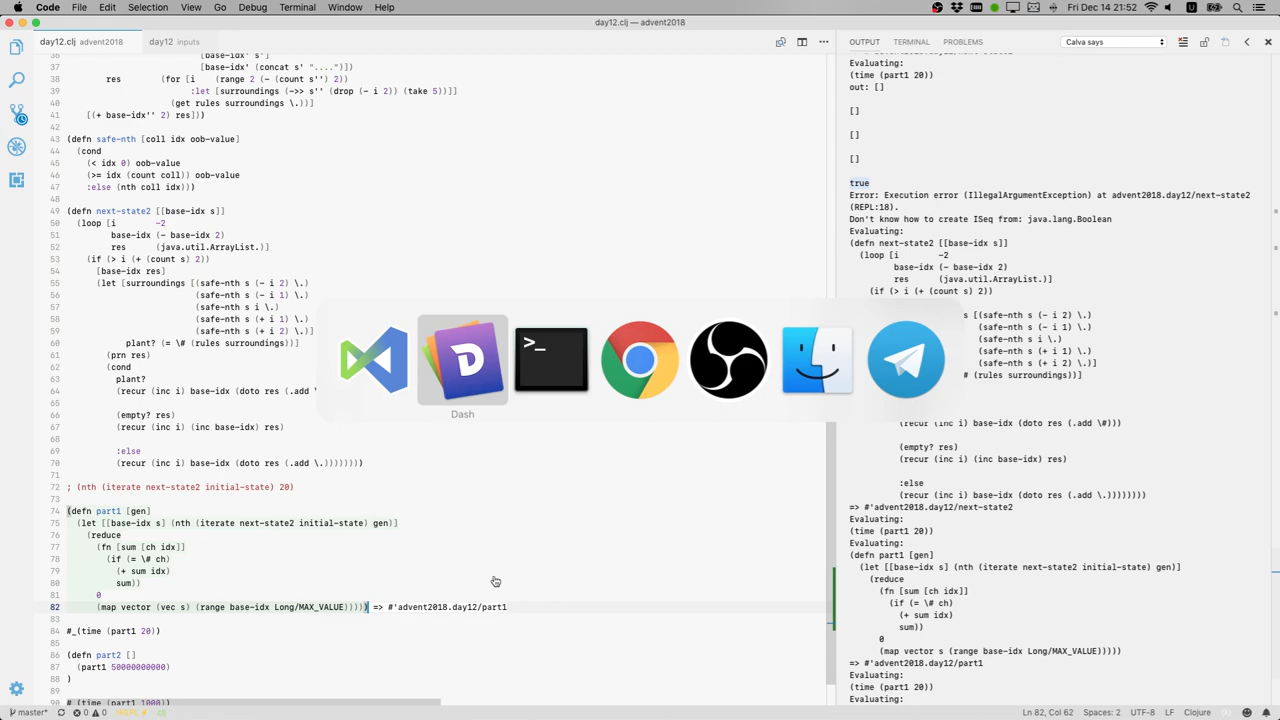 Code File Edit Selection View Go Debug Terminal Window Help
Fri Dec 14 21:52
day12.clj — advent2018
day12.clj advent2018
day12 inputs
36 [base-idx s]
37 [base-idx' (concat s' "....")])
38 res (for [i (range 2 (- (count s'') 2))
39 :let [surroundings (->> s'' (drop (- i 2)) (take 5))]]
40 (get rules surroundings \.))]
41 [(+ base-idx'' 2) res]))
42
43 (defn safe-nth [coll idx oob-value]
44 (cond
45 (< idx 0) oob-value
46 (>= idx (count coll)) oob-value
47 :else (nth coll idx)))
48
49 (defn next-state2 [[base-idx s]]
50 (loop [i -2
51 base-idx (- base-idx 2)
52 res (java.util.ArrayList.)]
53 (if (> i (+ (count s) 2))
54 [base-idx res]
55 (let [surroundings [(safe-nth s (- i 2) \.)
56 (safe-nth s (- i 1) \.)
57 (safe-nth s i \.)
58 (safe-nth s (+ i 1) \.)
59 (safe-nth s (+ i 2) \.)]
60 plant? (= \# (rules surroundings))]
61 (prn res)
62 (cond
63 plant?
64 (recur (inc i) base-idx (doto res (.add \
65
66 (empty? res)
67 (recur (inc i) (inc base-idx) res)
68
69 :else
70 (recur (inc i) base-idx (doto res (.add \.)))))))
71
72 ; (nth (iterate next-state2 initial-state) 20)
73
74 (defn part1 [gen]
75 (let [[base-idx s] (nth (iterate next-state2 initial-state) gen)]
76 (reduce
77 (fn [sum [ch idx]]
78 (if (= \# ch)
79 (+ sum idx)
80 sum))
81 0
82 (map vector (vec s) (range base-idx Long/MAX_VALUE))))) => #'advent2018.day12/part1
83
84 #_(time (part1 20))
85
86 (defn part2 []
87 (part1 50000000000)
88 )
89
90 #_(time (part1 1000))
Dash
OUTPUT TERMINAL PROBLEMS
Calva says
Evaluating:
(time (part1 20))
out: []
[]
[]
[]
true
Error: Execution error (IllegalArgumentException) at advent2018.day12/next-state2
(REPL:18).
Don't know how to create ISeq from: java.lang.Boolean
Evaluating:
(defn next-state2 [[base-idx s]]
(loop [i -2
base-idx (- base-idx 2)
res (java.util.ArrayList.)]
(if (> i (+ (count s) 2))
s [(safe-nth s (- i 2) \.)
(safe-nth s (- i 1) \.)
(safe-nth s i \.)
(safe-nth s (+ i 1) \.)
(safe-nth s (+ i 2) \.)]
# (rules surroundings))]
(recur (inc i) base-idx (doto res (.add \#)))
(empty? res)
(recur (inc i) (inc base-idx) res)
:else
(recur (inc i) base-idx (doto res (.add \.))))))))
=> #'advent2018.day12/next-state2
Evaluating:
(time (part1 20))
Evaluating:
(defn part1 [gen]
(let [[base-idx s] (nth (iterate next-state2 initial-state) gen)]
(reduce
(fn [sum [ch idx]]
(if (= \# ch)
(+ sum idx)
sum))
0
(map vector s (range base-idx Long/MAX_VALUE)))))
=> #'advent2018.day12/part1
Evaluating:
(time (part1 20))
Evaluating:
master* 0 0 clj
Ln 82, Col 62 Spaces: 2 UTF-8 LF Clojure